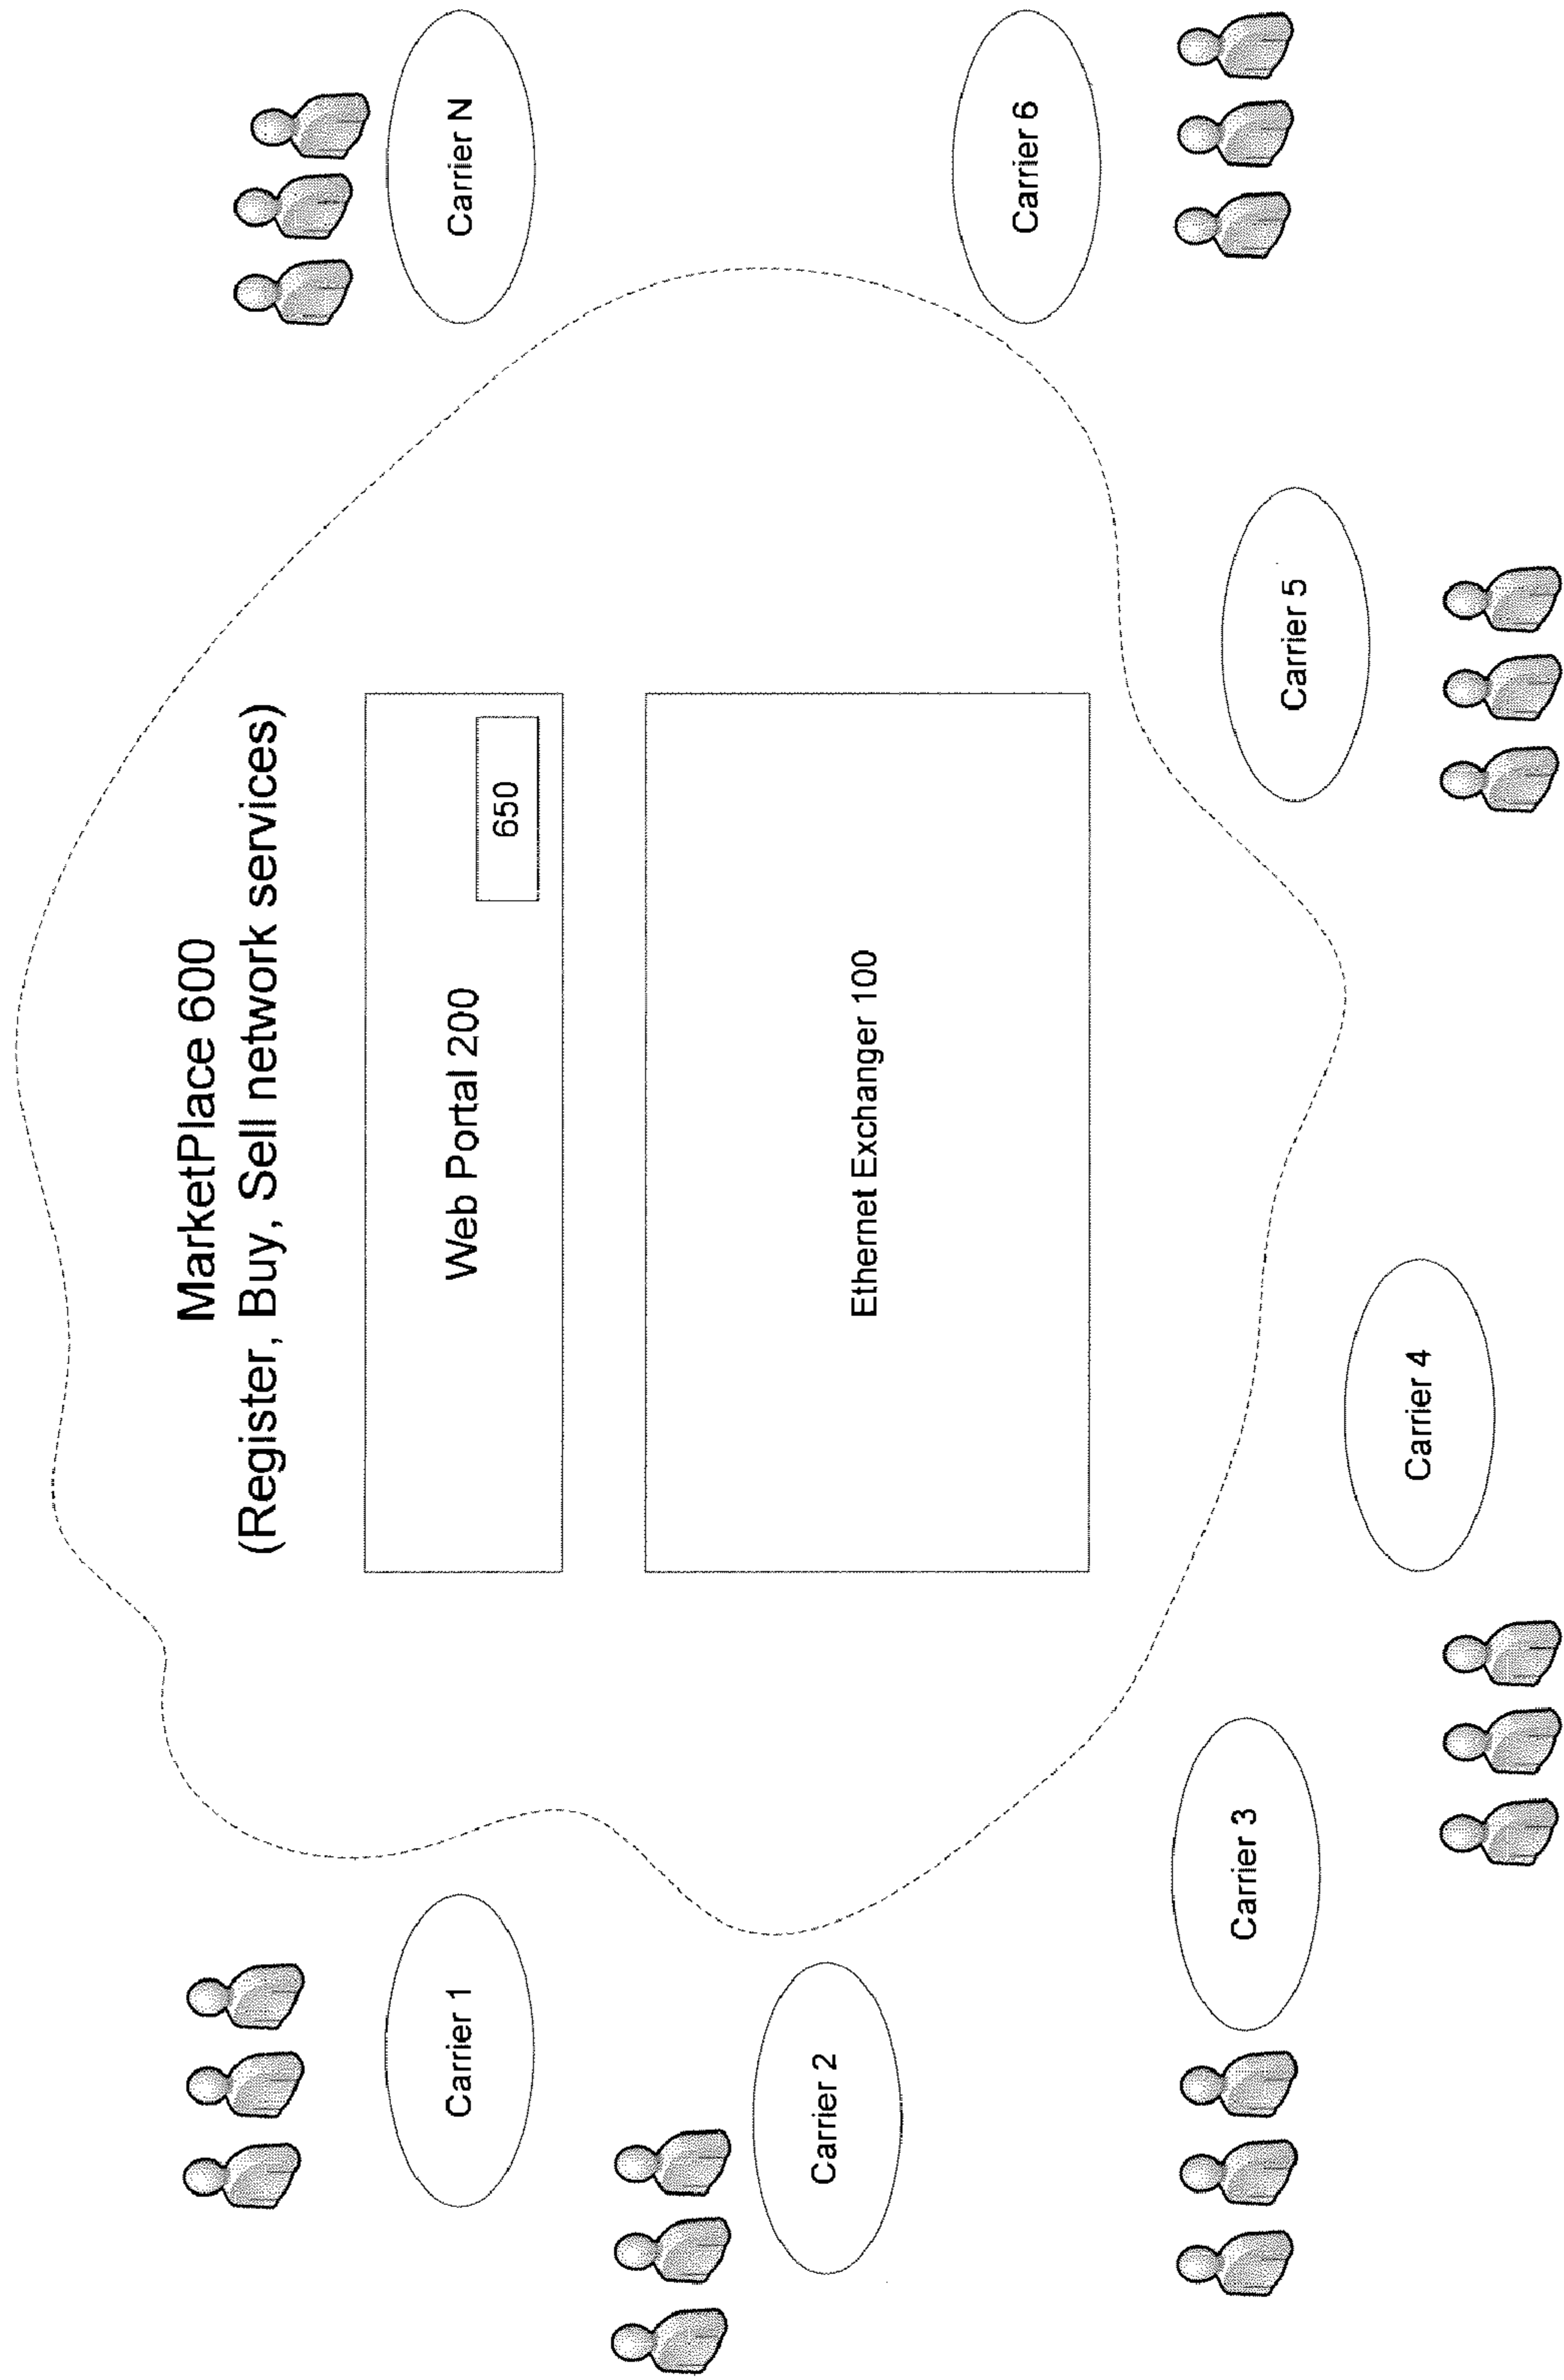 MarketPlace 600
(Register, Buy, Sell network services)
Web Portal 200
650
Ethernet Exchanger 100
Carrier 1
Carrier 2
Carrier 3
Carrier 4
Carrier 5
Carrier 6
Carrier N